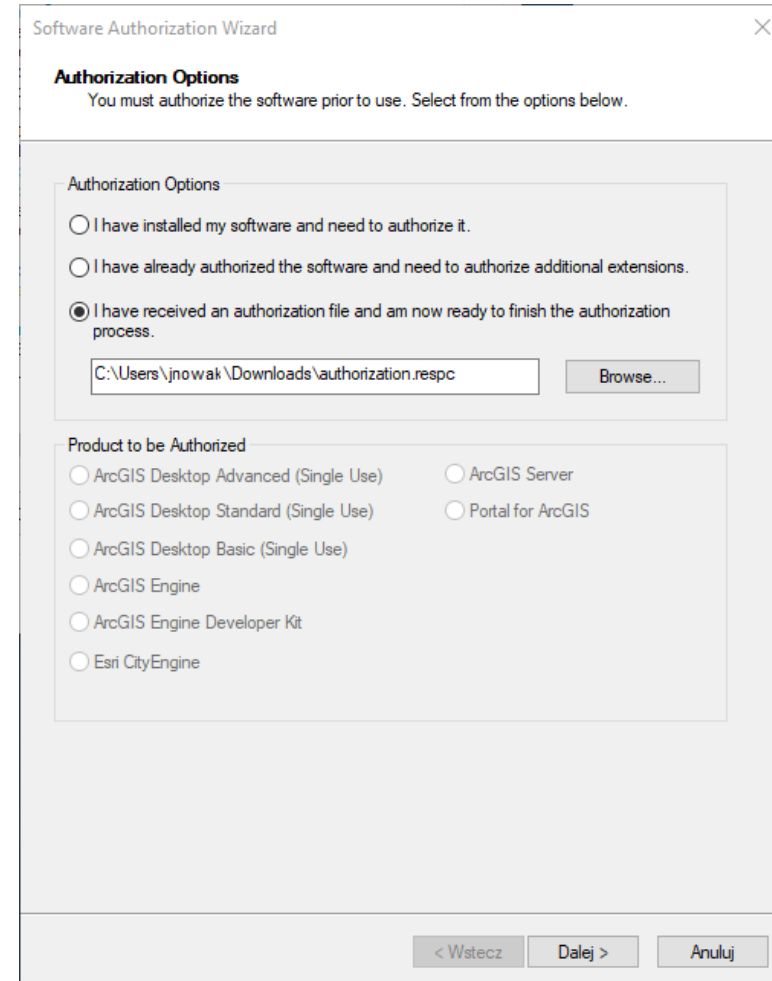 Software Authorization Wizard
Authorization Options
You must authorize the software prior to use. Select from the options below.
Authorization Options
I have installed my software and need to authorize it.
I have already authorized the software and need to authorize additional extensions.
I have received an authorization file and am now ready to finish the authorization
process.
C:\Users\jnowak\Downloads\authorization.respc
Browse...
Product to be Authorized
ArcGIS Desktop Advanced (Single Use)
ArcGIS Server
ArcGIS Desktop Standard (Single Use)
Portal for ArcGIS
ArcGIS Desktop Basic (Single Use)
ArcGIS Engine
ArcGIS Engine Developer Kit
Esri CityEngine
< Wstecz
Dalej >
Anuluj